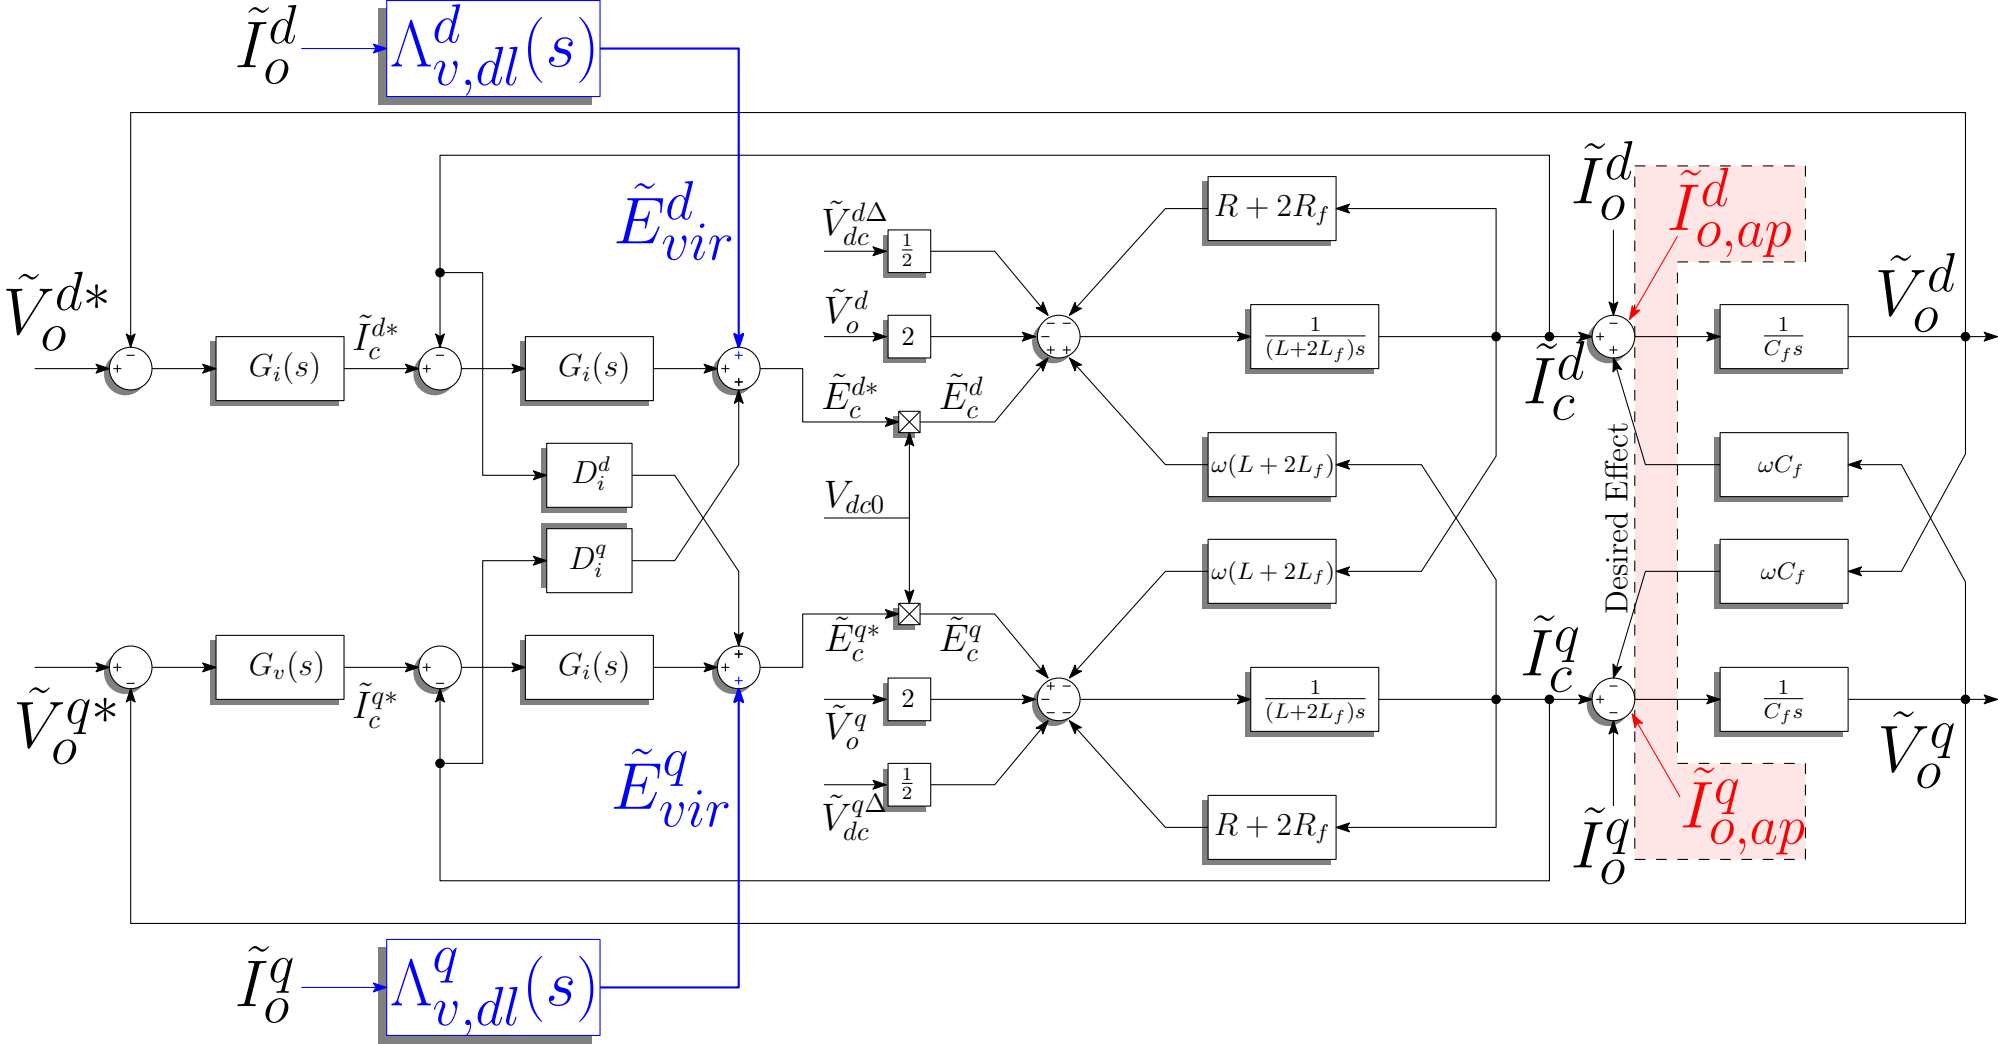 Ĩ_o^d
Λ_{v,dl}^d(s)
Ẽ_{vir}^d
Ṽ_o^{d*}
−
+
G_i(s)
Ĩ_c^{d*}
−
+
G_i(s)
+
+
+
D_i^d
D_i^q
Ṽ_{dc}^{dΔ}
1/2
Ṽ_o^d
2
Ẽ_c^{d*}
Ẽ_c^d
V_{dc0}
− −
−
+ +
R + 2R_f
1/((L+2L_f)s)
ω(L + 2L_f)
Ĩ_o^d
Ĩ_{o,ap}^d
−
+
+
Ĩ_c^d
1/(C_f s)
Ṽ_o^d
ωC_f
Desired Effect
ω(L + 2L_f)
ωC_f
Ṽ_o^{q*}
+
−
G_v(s)
Ĩ_c^{q*}
+
−
G_i(s)
+
+
+
Ẽ_{vir}^q
Ẽ_c^{q*}
Ẽ_c^q
2
Ṽ_o^q
1/2
Ṽ_{dc}^{qΔ}
+ −
−
− −
1/((L+2L_f)s)
R + 2R_f
Ĩ_c^q
−
+
−
1/(C_f s)
Ṽ_o^q
Ĩ_o^q
Ĩ_{o,ap}^q
Ĩ_o^q
Λ_{v,dl}^q(s)